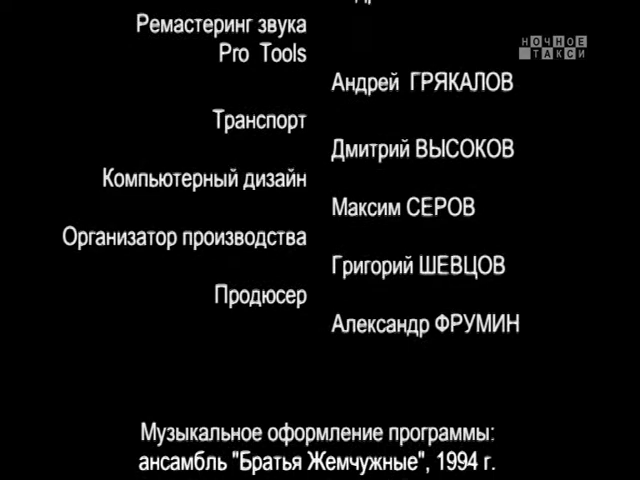 Ремастеринг звука
Pro Tools
НОЧНОЕ
ТАКСИ
Андрей ГРЯКАЛОВ
Транспорт
Дмитрий ВЫСОКОВ
Компьютерный дизайн
Максим СЕРОВ
Организатор производства
Григорий ШЕВЦОВ
Продюсер
Александр ФРУМИН
Музыкальное оформление программы:
ансамбль "Братья Жемчужные", 1994 г.